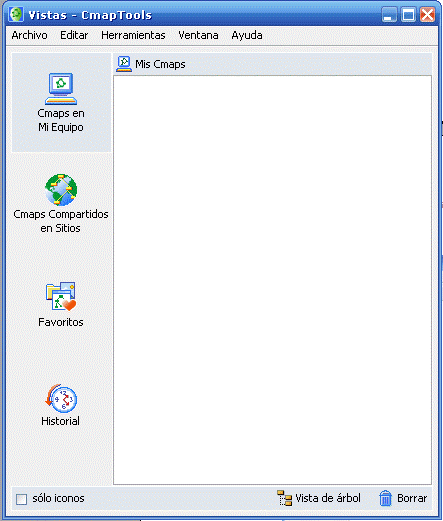 Vistas - CmapTools
Archivo Editar Herramientas Ventana Ayuda
Cmaps en
Mi Equipo
Cmaps Compartidos
en Sitios
Favoritos
Historial
Mis Cmaps
sólo iconos
Vista de árbol
Borrar